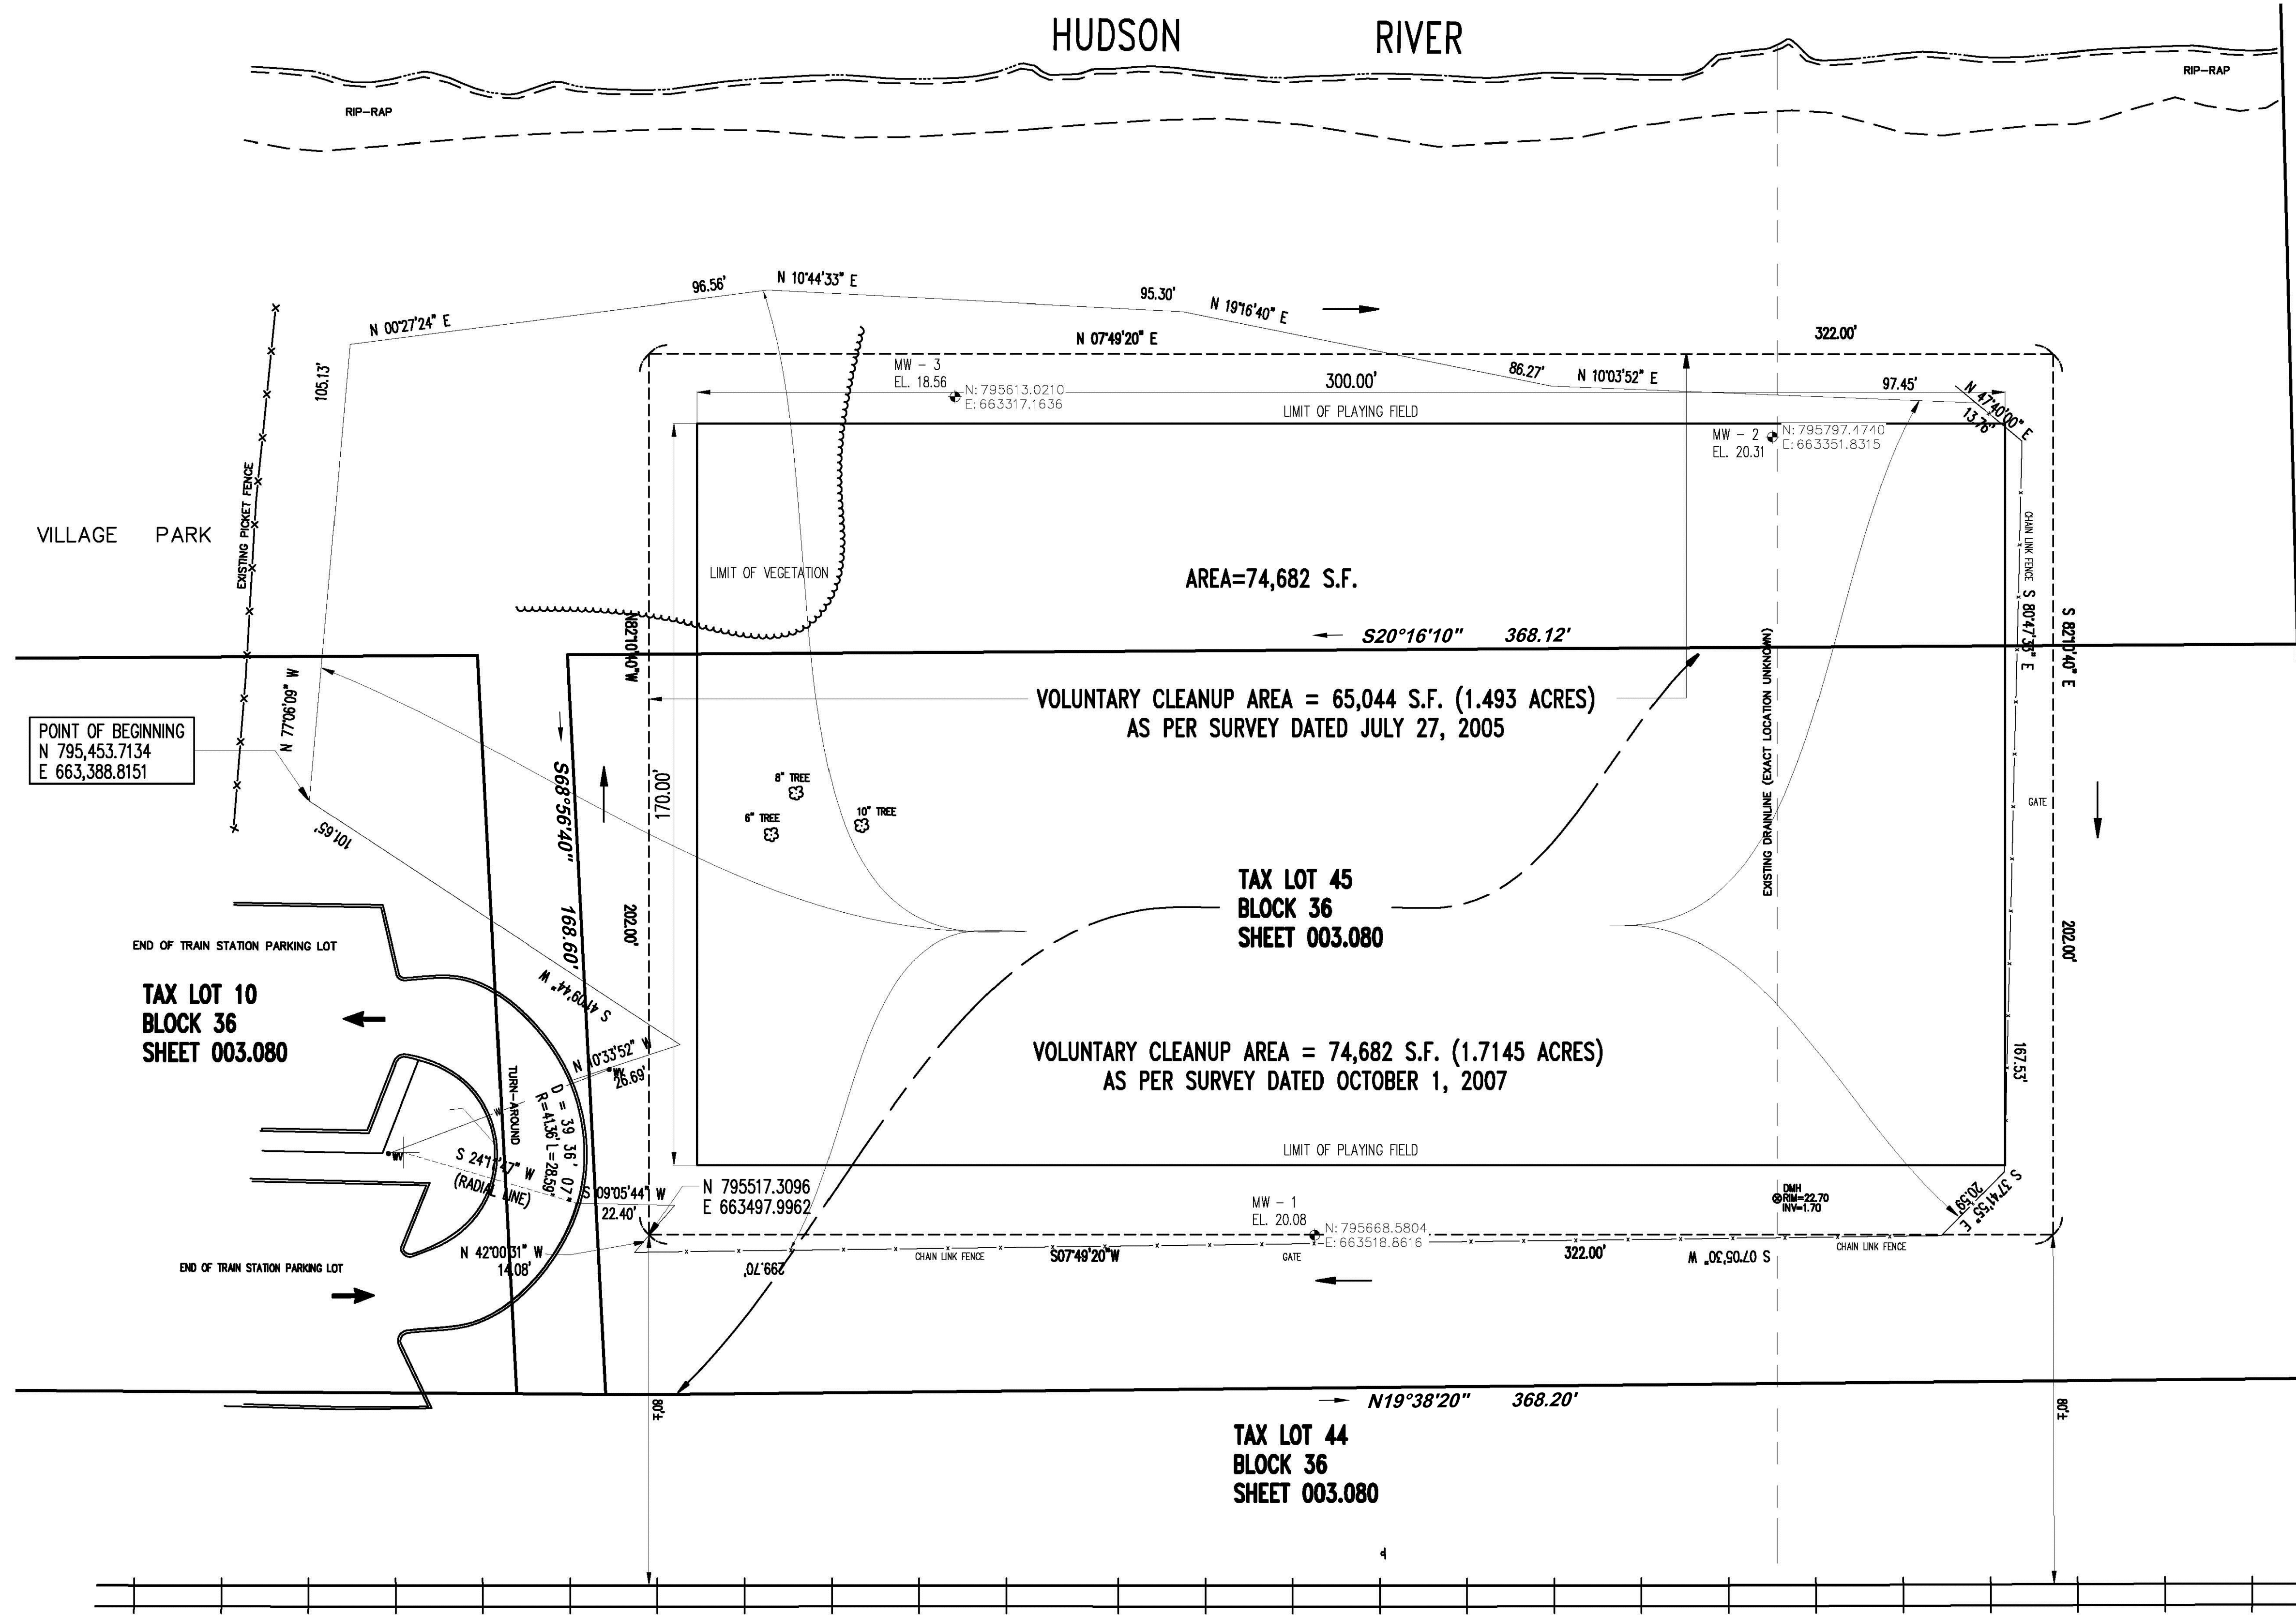 HUDSON RIVER
RIP-RAP
RIP-RAP
96.56'
N 10°44'33" E
95.30'
N 19°16'40" E
N 00°27'24" E
N 07°49'20" E
322.00'
105.13'
MW - 3
EL. 18.56
N: 795613.0210
E: 663317.1636
300.00'
86.27'
N 10°03'52" E
97.45'
N 47°40'00" E
13.76'
LIMIT OF PLAYING FIELD
MW - 2
EL. 20.31
N: 795797.4740
E: 663351.8315
EXISTING PICKET FENCE
VILLAGE PARK
CHAIN LINK FENCE
S 80°47'33" E
LIMIT OF VEGETATION
AREA=74,682 S.F.
N82°10'40"W
S 82°10'40" E
S20°16'10" 368.12'
N 77°06'09" W
VOLUNTARY CLEANUP AREA = 65,044 S.F. (1.493 ACRES)
AS PER SURVEY DATED JULY 27, 2005
EXISTING DRAINLINE (EXACT LOCATION UNKNOWN)
POINT OF BEGINNING
N 795,453.7134
E 663,388.8151
S68°56'40" 168.60'
170.00'
8" TREE
6" TREE
10" TREE
GATE
101.65'
TAX LOT 45
BLOCK 36
SHEET 003.080
202.00'
202.00'
END OF TRAIN STATION PARKING LOT
TAX LOT 10
BLOCK 36
SHEET 003.080
S 41°09'44" W
N 10°33'52" W
26.69'
WV
VOLUNTARY CLEANUP AREA = 74,682 S.F. (1.7145 ACRES)
AS PER SURVEY DATED OCTOBER 1, 2007
167.53'
TURN-AROUND
D = 39 36' 07"
R=41.36' L=28.59'
WV
S 24°11'47" W
(RADIAL LINE)
LIMIT OF PLAYING FIELD
S 09°05'44" W
22.40'
N 795517.3096
E 663497.9962
MW - 1
EL. 20.08
N: 795668.5804
E: 663518.8616
DMH
RIM=22.70
INV=1.70
S 37°41'55" E
20.59'
N 42°00'31" W
14.08'
299.70'
CHAIN LINK FENCE
S07°49'20"W
GATE
322.00'
S 07°05'30" W
CHAIN LINK FENCE
END OF TRAIN STATION PARKING LOT
80'±
N19°38'20" 368.20'
80'±
TAX LOT 44
BLOCK 36
SHEET 003.080